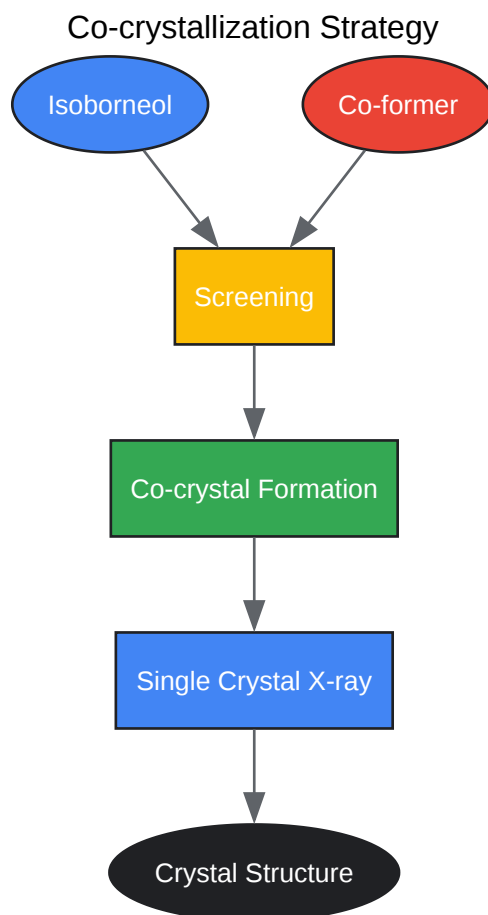 Co-crystallization Strategy
Isoborneol
Co-former
Screening
Co-crystal Formation
Single Crystal X-ray
Crystal Structure